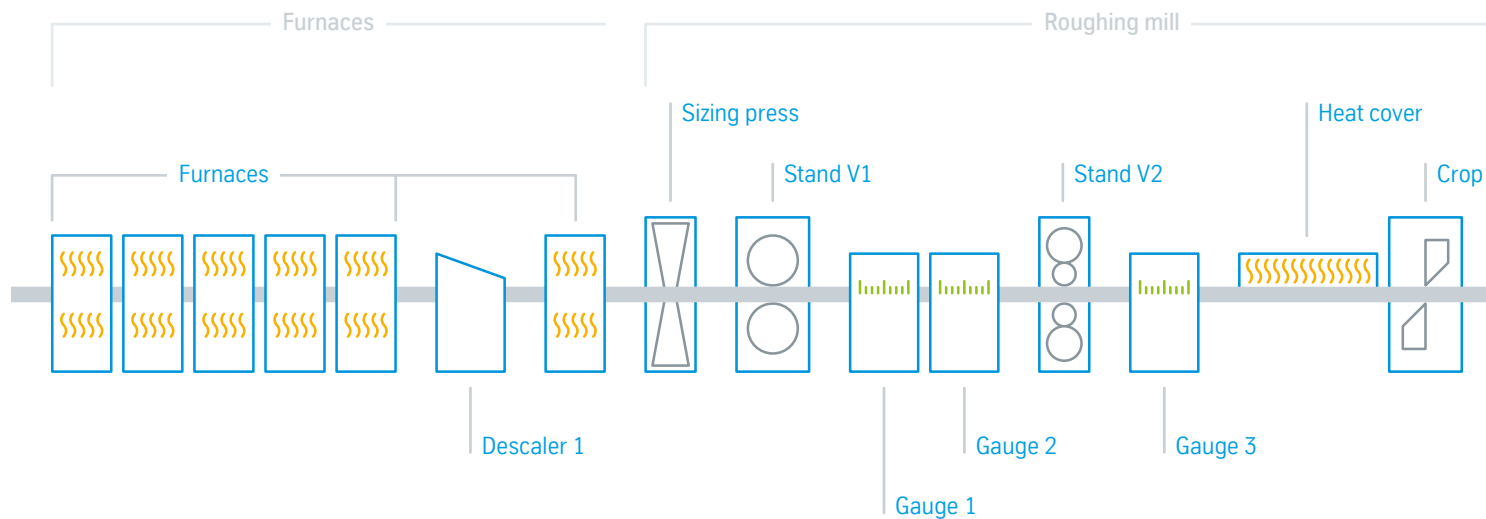 Furnaces
Roughing mill
Sizing press
Heat cover
Furnaces
Stand V1
Stand V2
Crop
Descaler 1
Gauge 2
Gauge 3
Gauge 1